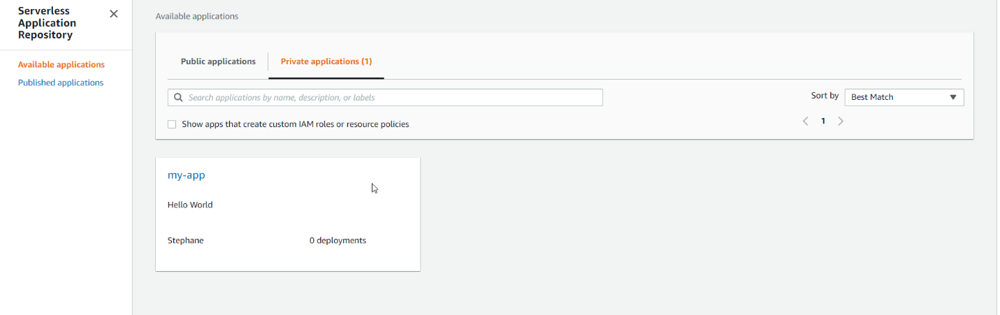 Serverless
Application
Repository
Available applications
Published applications
Available applications
Public applications
Private applications (1)
Search applications by name, description, or labels
Sort by
Best Match
Show apps that create custom IAM roles or resource policies
1
my-app
Hello World
Stephane
0 deployments